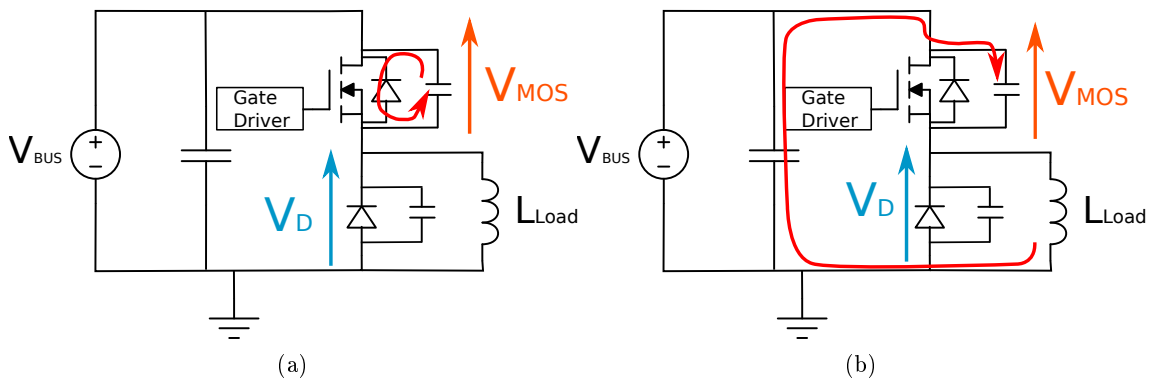 V_MOS
Gate
Driver
V_BUS
+
−
V_D
L_Load
(a)
V_MOS
Gate
Driver
V_BUS
+
−
V_D
L_Load
(b)